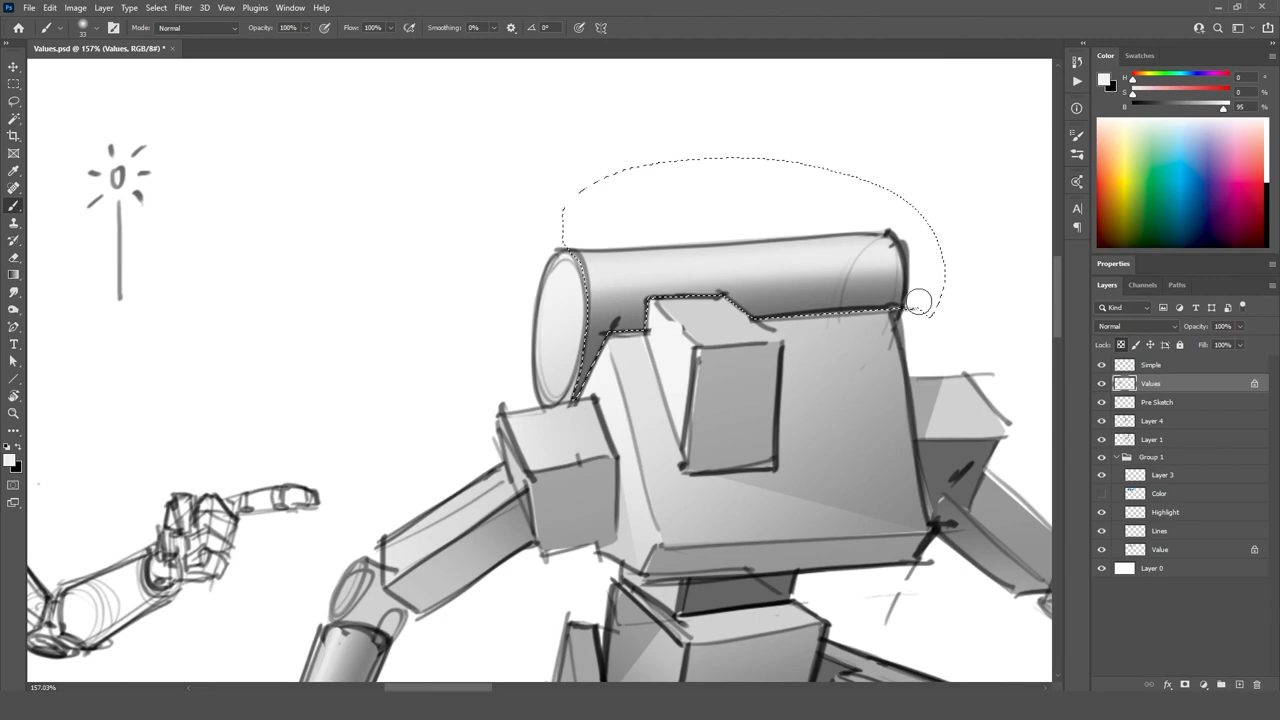 Ps File Edit Image Layer Type Select Filter 3D View Plugins Window Help
33 Mode: Normal Opacity: 100% Flow: 100% Smoothing: 0% 0°
Values.psd @ 157% (Values, RGB/8#) * ×
Color Swatches
H 0 °
S 0 %
B 95 %
Properties
Layers Channels Paths
Kind
Normal Opacity: 100%
Lock: Fill: 100%
Simple
Values
Pre Sketch
Layer 4
Layer 1
Group 1
Layer 3
Color
Highlight
Lines
Value
Layer 0
157.03%